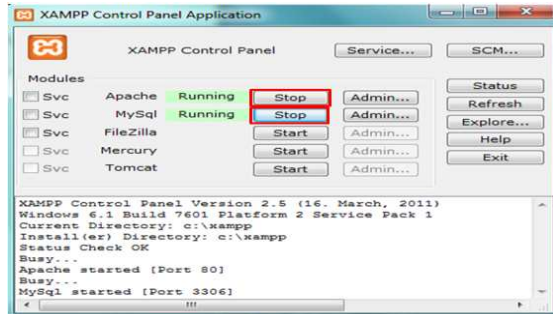 XAMPP Control Panel Application
XAMPP Control Panel
Service...
SCM...
Modules
Svc Apache Running Stop Admin...
Svc MySql Running Stop Admin...
Svc FileZilla Start Admin...
Svc Mercury Start Admin...
Svc Tomcat Start Admin...
Status
Refresh
Explore...
Help
Exit
XAMPP Control Panel Version 2.5 (16. March, 2011)
Windows 6.1 Build 7601 Platform 2 Service Pack 1
Current Directory: c:\xampp
Install(er) Directory: c:\xampp
Status Check OK
Busy...
Apache started [Port 80]
Busy...
MySql started [Port 3306]